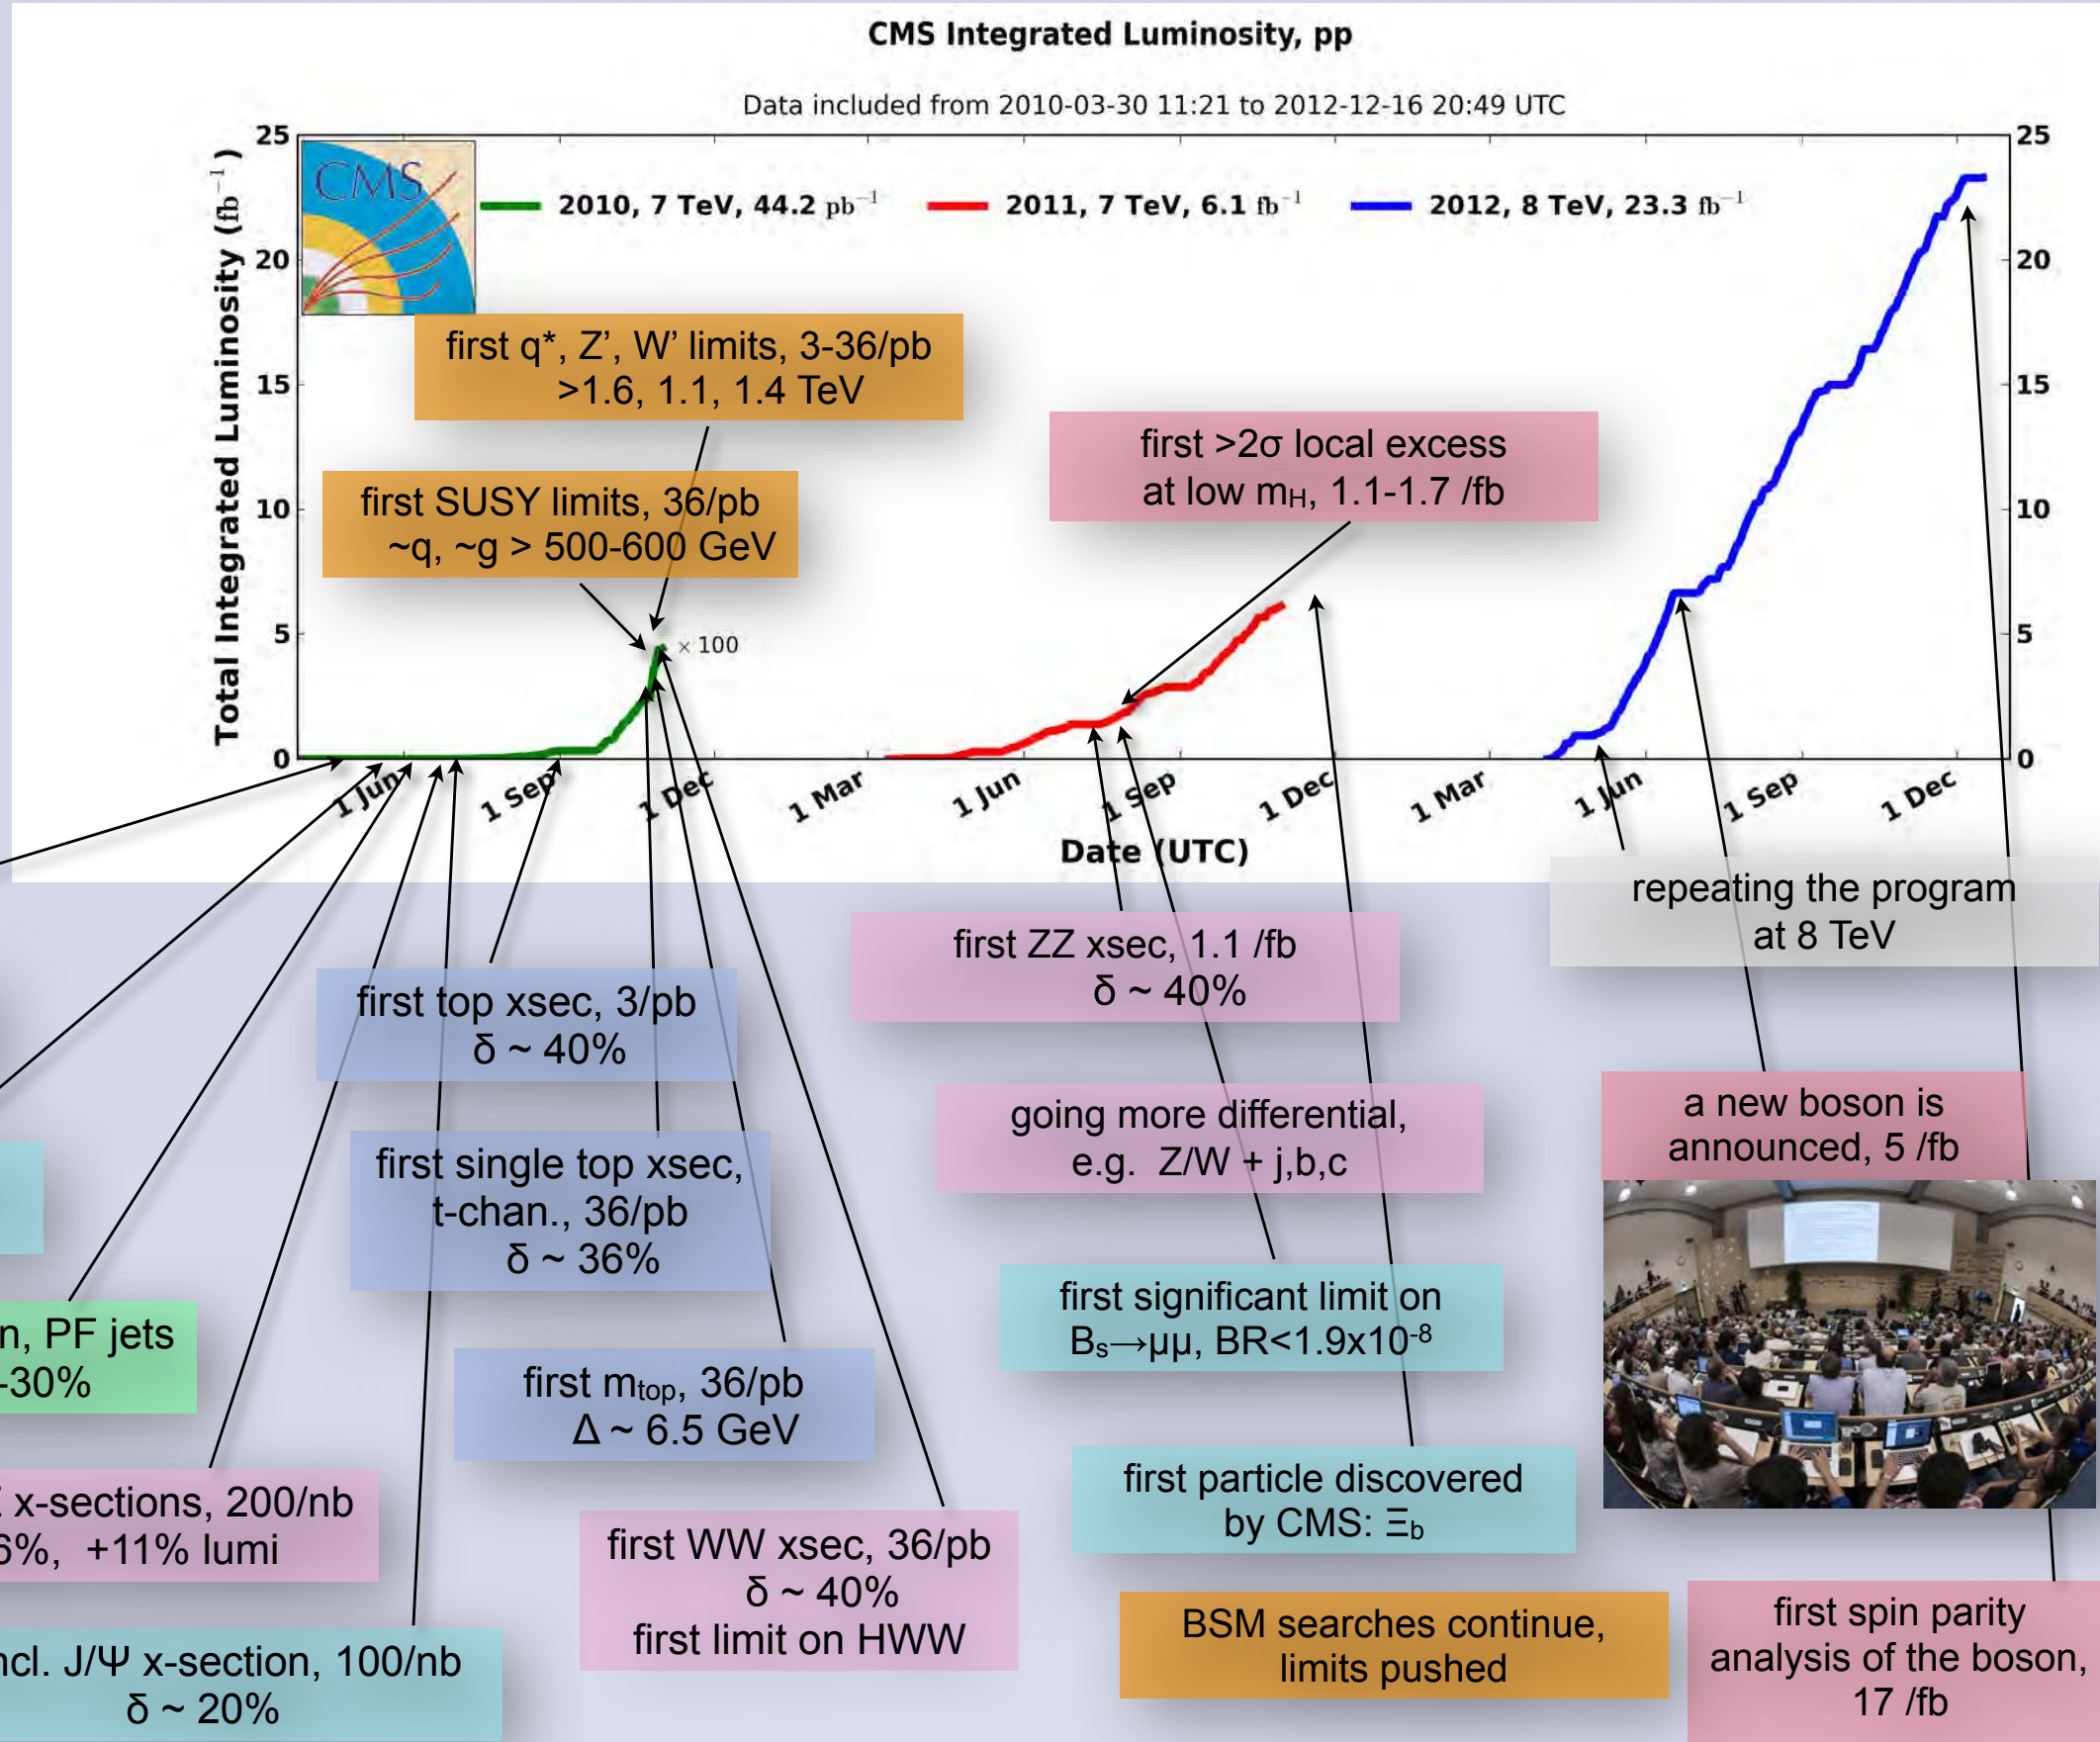 CMS Integrated Luminosity, pp
Data included from 2010-03-30 11:21 to 2012-12-16 20:49 UTC
Total Integrated Luminosity (fb⁻¹)
25
20
15
10
5
0
25
20
15
10
5
0
CMS
2010, 7 TeV, 44.2 pb⁻¹
2011, 7 TeV, 6.1 fb⁻¹
2012, 8 TeV, 23.3 fb⁻¹
first q*, Z’, W’ limits, 3-36/pb
>1.6, 1.1, 1.4 TeV
first SUSY limits, 36/pb
~q, ~g > 500-600 GeV
× 100
first >2σ local excess
at low mH, 1.1-1.7 /fb
1 Jun
1 Sep
1 Dec
1 Mar
1 Jun
1 Sep
1 Dec
1 Mar
1 Jun
1 Sep
1 Dec
Date (UTC)
repeating the program
at 8 TeV
first ZZ xsec, 1.1 /fb
δ ~ 40%
first top xsec, 3/pb
δ ~ 40%
going more differential,
e.g. Z/W + j,b,c
a new boson is
announced, 5 /fb
first single top xsec,
t-chan., 36/pb
δ ~ 36%
first significant limit on
Bs→μμ, BR<1.9x10⁻⁸
n, PF jets
-30%
first mtop, 36/pb
Δ ~ 6.5 GeV
first particle discovered
by CMS: Ξb
x-sections, 200/nb
6%, +11% lumi
first WW xsec, 36/pb
δ ~ 40%
first limit on HWW
BSM searches continue,
limits pushed
first spin parity
analysis of the boson,
17 /fb
ncl. J/Ψ x-section, 100/nb
δ ~ 20%